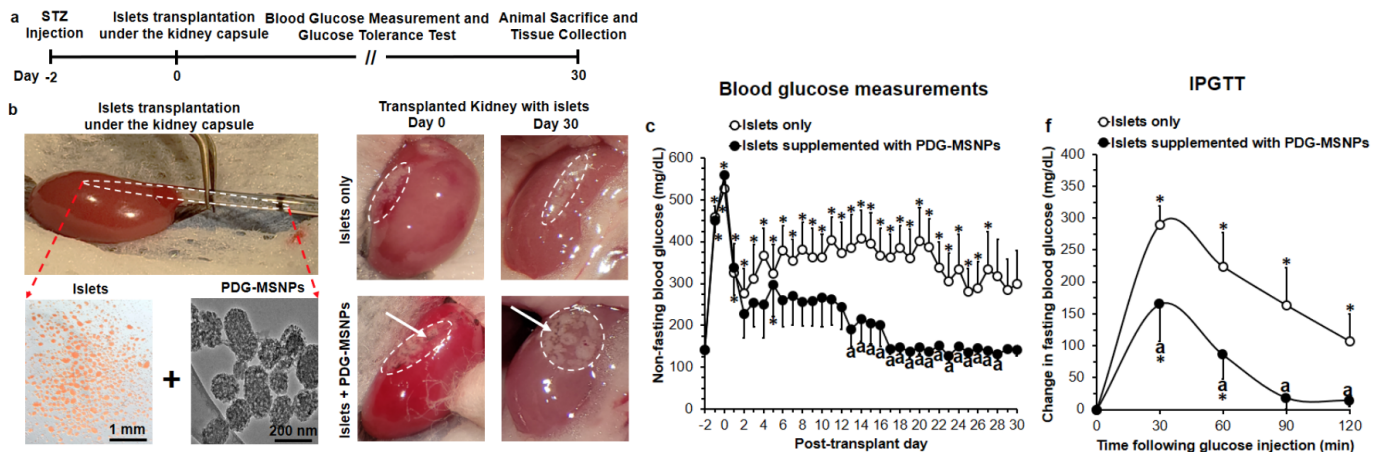 a
STZ
Injection
Islets transplantation
under the kidney capsule
Blood Glucose Measurement and
Glucose Tolerance Test
Animal Sacrifice and
Tissue Collection
//
Day -2
0
30
b
Islets transplantation
under the kidney capsule
Transplanted Kidney with islets
Day 0
Day 30
Islets only
Islets + PDG-MSNPs
Islets
PDG-MSNPs
+
1 mm
200 nm
Blood glucose measurements
c
Islets only
Islets supplemented with PDG-MSNPs
Non-fasting blood glucose (mg/dL)
600
500
400
300
200
100
0
-2 0 2 4 6 8 10 12 14 16 18 20 22 24 26 28 30
Post-transplant day
* * * * * * * * * * * * * * * * * * * * * * * * * * * * *
a a a a a a a a a a a a a a a a
IPGTT
f
Islets only
Islets supplemented with PDG-MSNPs
Change in fasting blood glucose (mg/dL)
400
350
300
250
200
150
100
50
0
* * * *
a a a a
* *
0 30 60 90 120
Time following glucose injection (min)